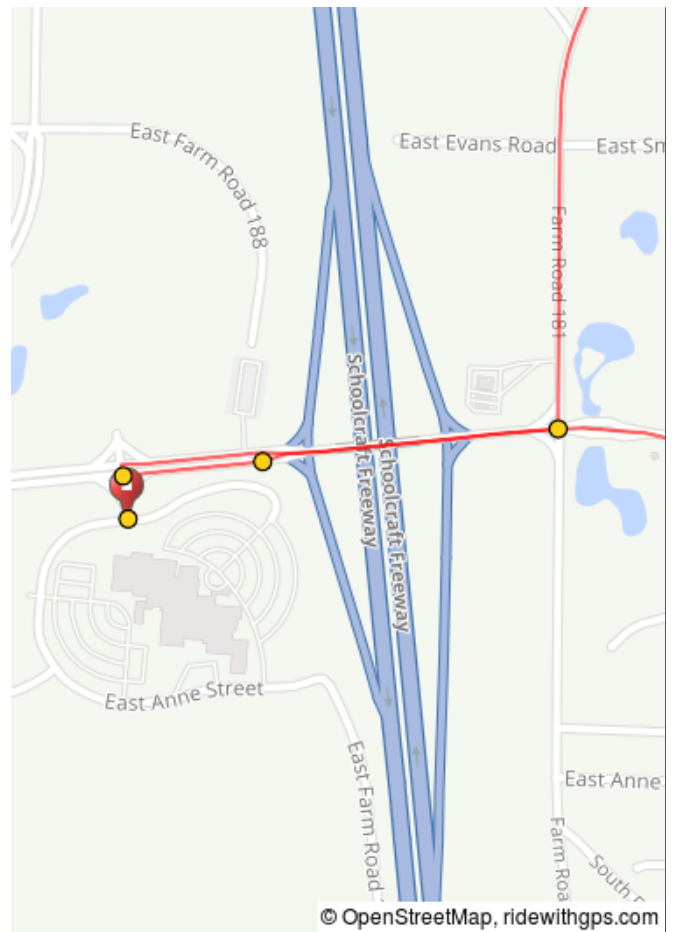 East Farm Road 188
East Evans Road
East Sm
Farm Road 181
Schoolcraft Freeway
Schoolcraft Freeway
East Anne Street
East Farm Road
East Anne
Farm Roa
South
© OpenStreetMap, ridewithgps.com